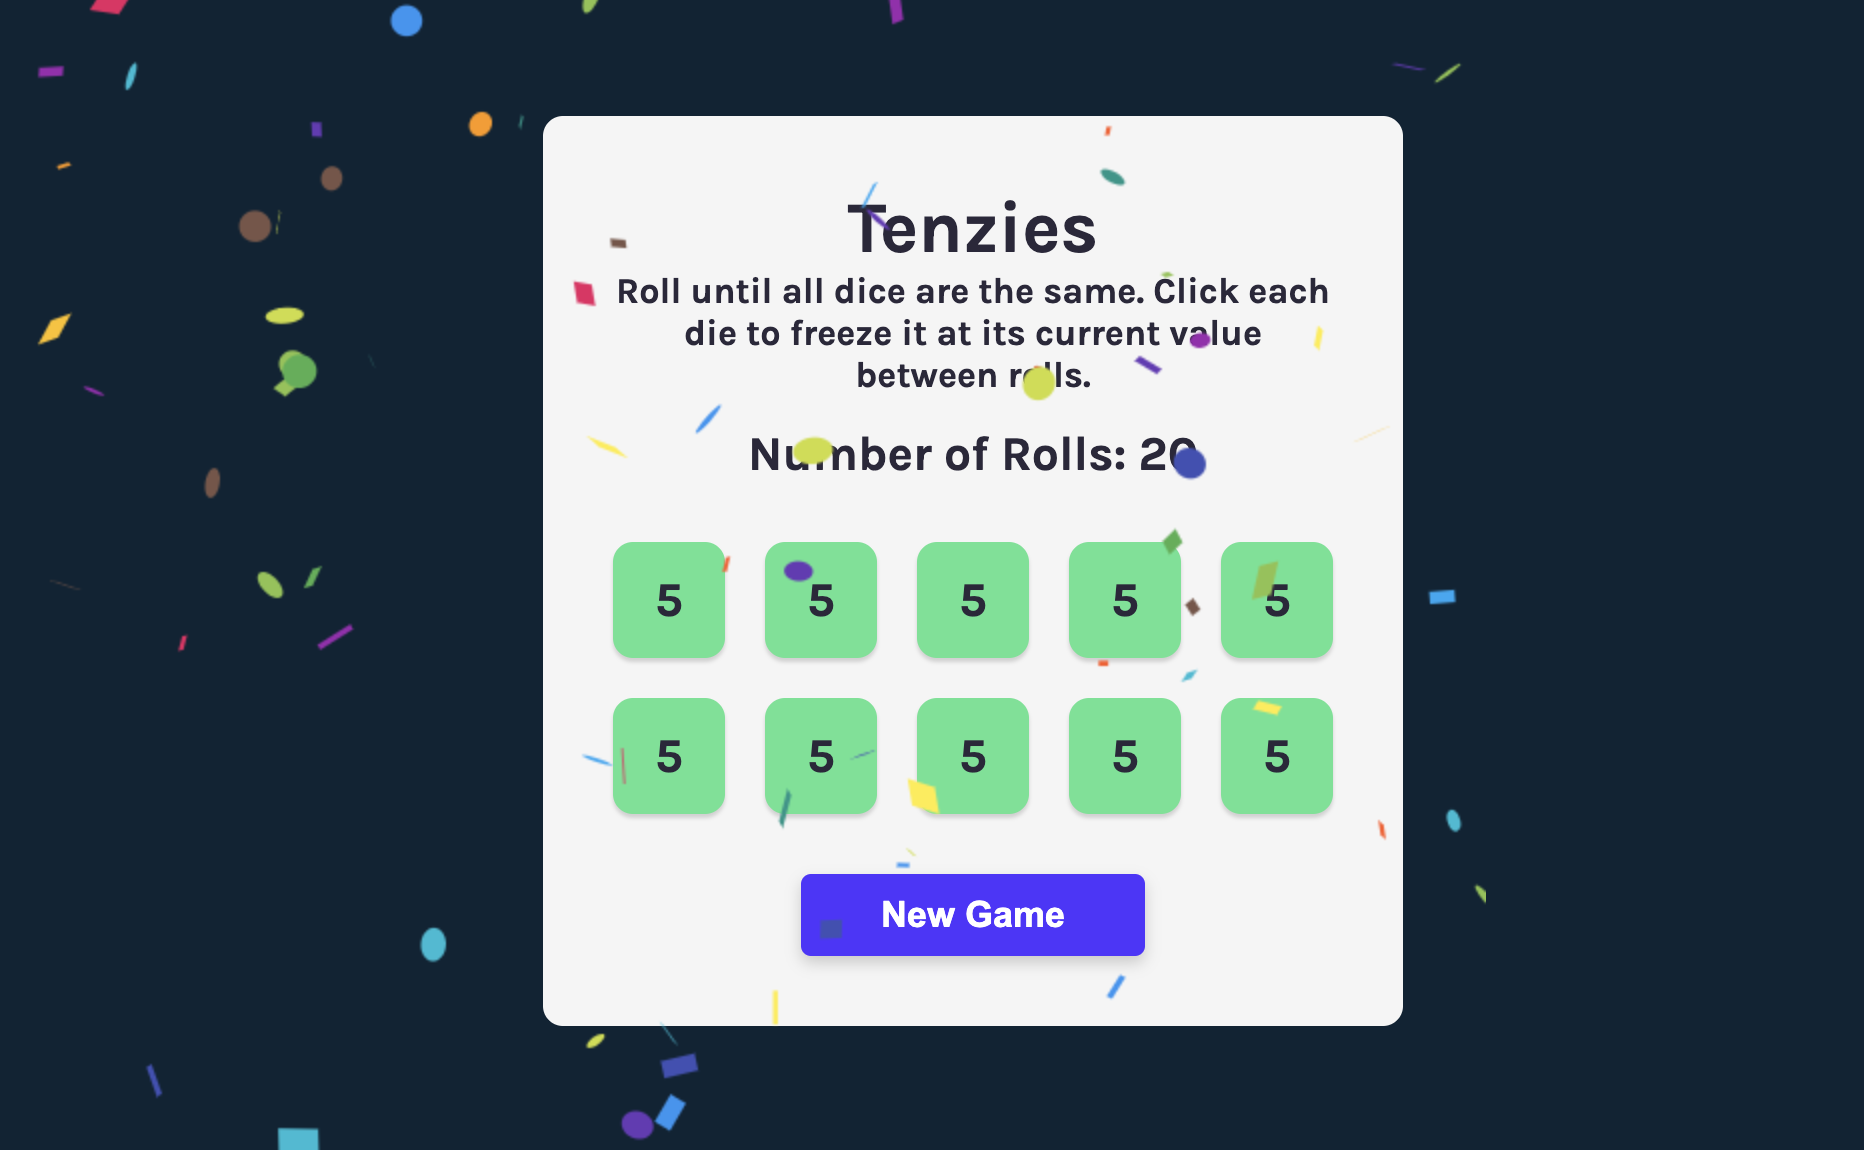 Tenzies
Roll until all dice are the same. Click each
die to freeze it at its current value
between rolls.
Number of Rolls: 20
5 5 5 5 5
5 5 5 5 5
New Game